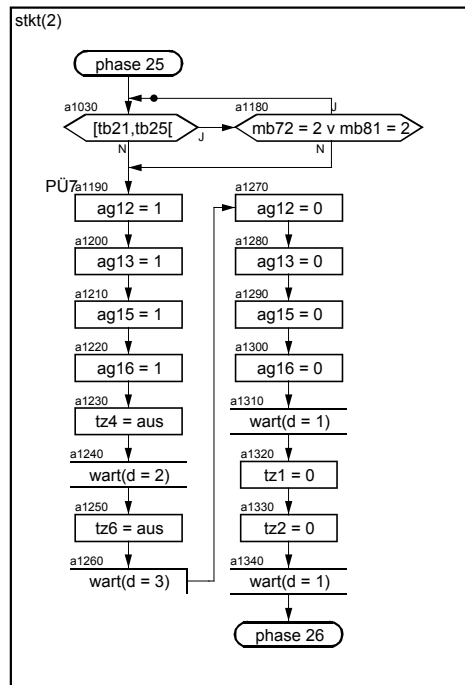 stkt(2)
phase 25
a1030
[tb21,tb25[
J
N
a1180
J
mb72 = 2 v mb81 = 2
N
PÜ7
a1190
ag12 = 1
a1200
ag13 = 1
a1210
ag15 = 1
a1220
ag16 = 1
a1230
tz4 = aus
a1240
wart(d = 2)
a1250
tz6 = aus
a1260
wart(d = 3)
a1270
ag12 = 0
a1280
ag13 = 0
a1290
ag15 = 0
a1300
ag16 = 0
a1310
wart(d = 1)
a1320
tz1 = 0
a1330
tz2 = 0
a1340
wart(d = 1)
phase 26